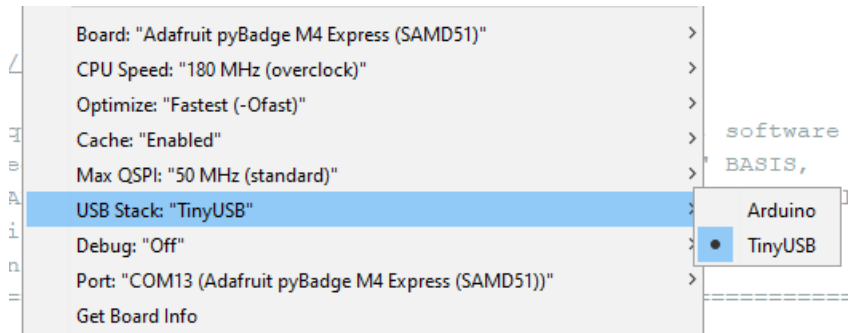 Board: "Adafruit pyBadge M4 Express (SAMD51)"
CPU Speed: "180 MHz (overclock)"
Optimize: "Fastest (-Ofast)"
Cache: "Enabled"
software
Max QSPI: "50 MHz (standard)"
" BASIS,
USB Stack: "TinyUSB"
Arduino
Debug: "Off"
TinyUSB
Port: "COM13 (Adafruit pyBadge M4 Express (SAMD51))"
Get Board Info